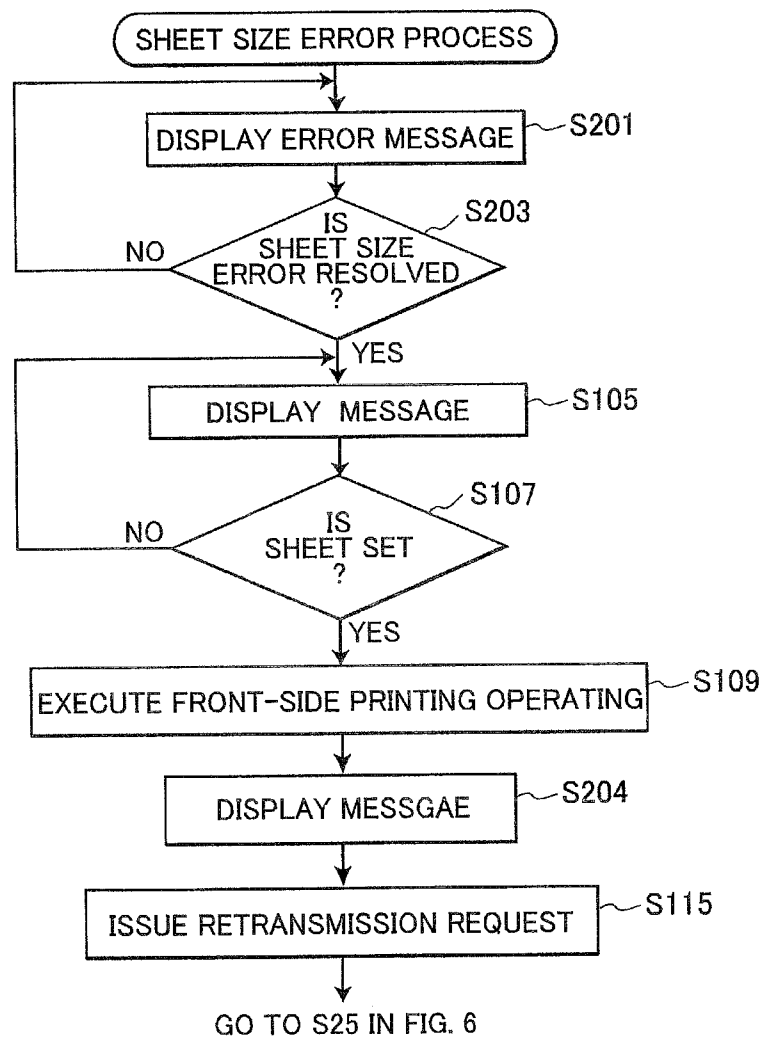 SHEET SIZE ERROR PROCESS
DISPLAY ERROR MESSAGE
S201
IS
SHEET SIZE
ERROR RESOLVED
?
S203
NO
YES
DISPLAY MESSAGE
S105
IS
SHEET SET
?
S107
NO
YES
EXECUTE FRONT-SIDE PRINTING OPERATING
S109
DISPLAY MESSGAE
S204
ISSUE RETRANSMISSION REQUEST
S115
GO TO S25 IN FIG. 6